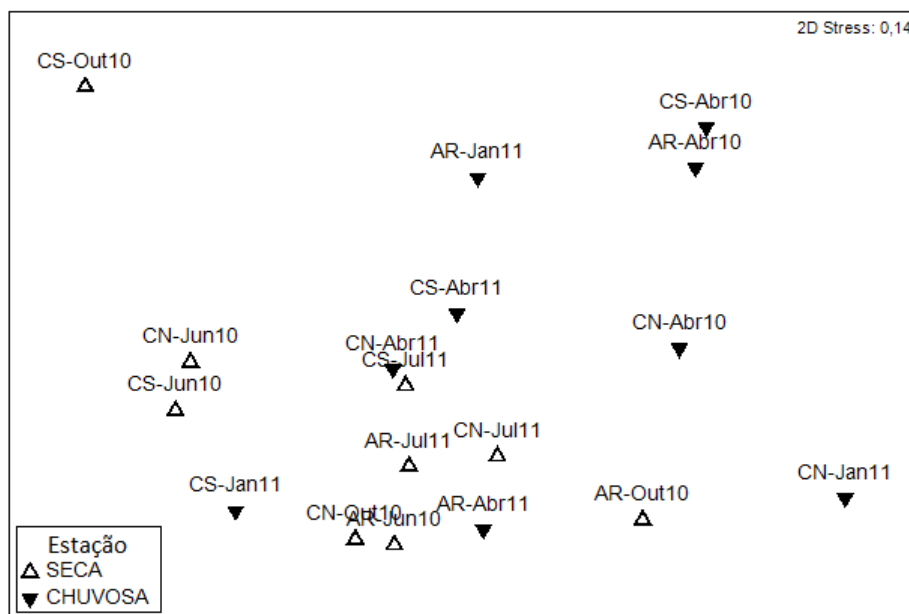 2D Stress: 0,14
CS-Out10
CS-Abr10
AR-Abr10
AR-Jan11
CS-Abr11
CN-Abr10
CN-Jun10
CN-Abr11
CS-Jul11
CS-Jun10
AR-Jul11
CN-Jul11
CS-Jan11
CN-Jan11
CN-Out10
AR-Jun10
AR-Abr11
AR-Out10
Estação
SECA
CHUVOSA